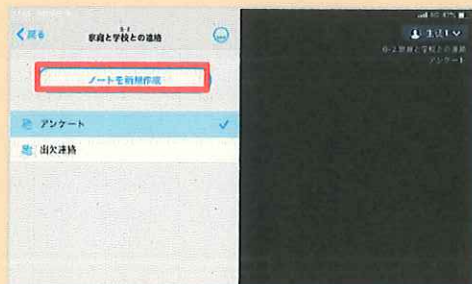 戻る
6-2
家庭と学校との連絡
ノートを新規作成
アンケート
出欠連絡
生徒1
6-2.家庭と学校との連絡
アンケート